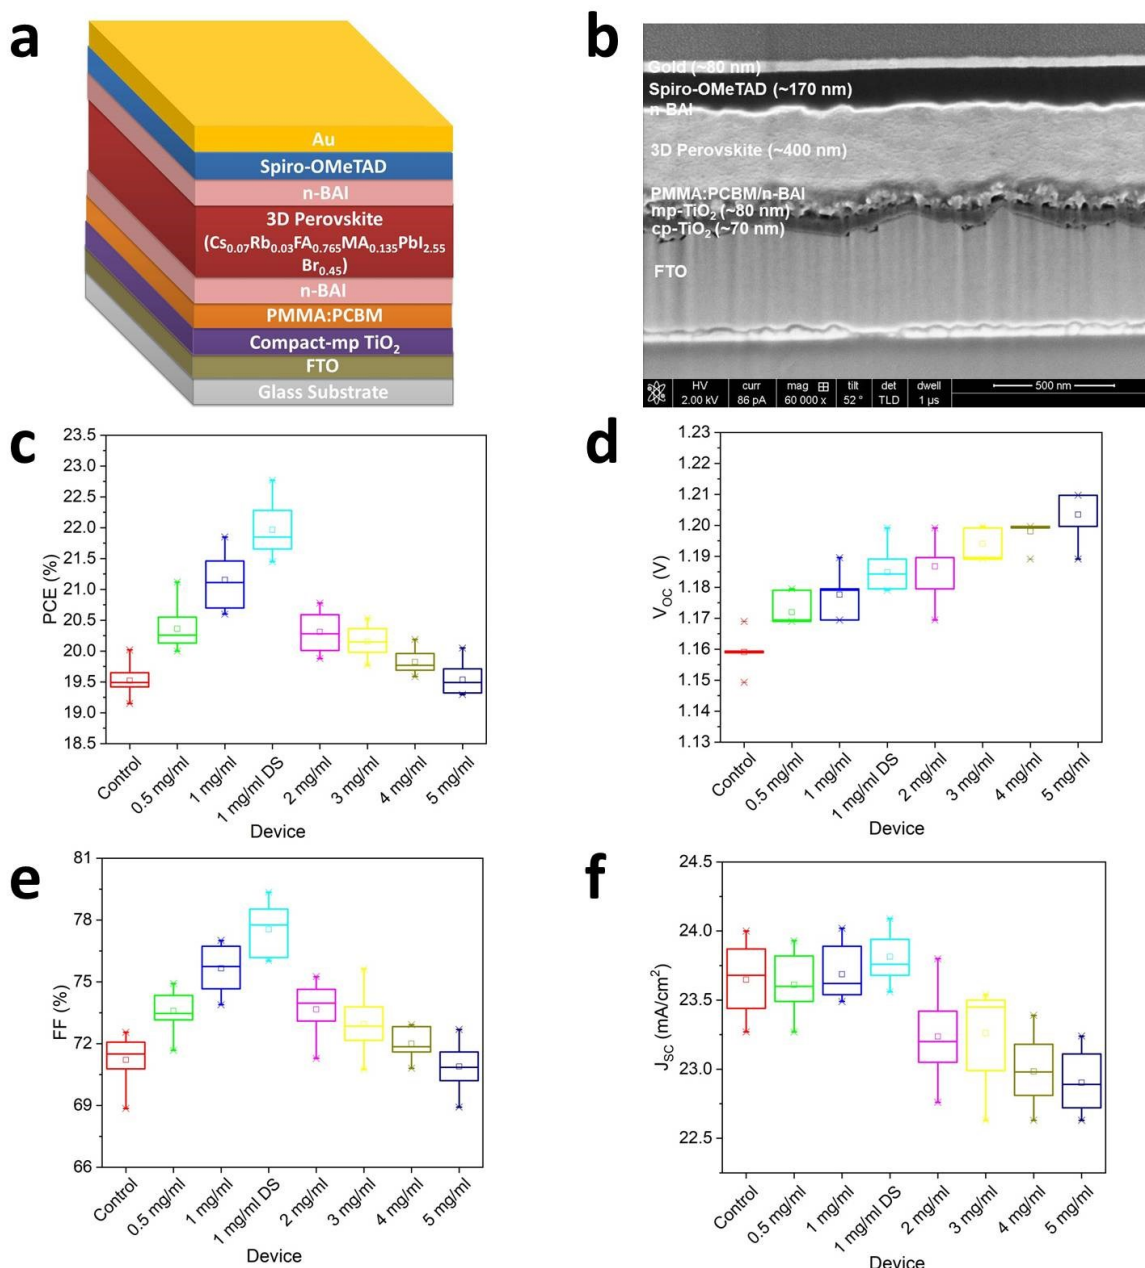 a
Au
Spiro-OMeTAD
n-BAI
3D Perovskite
(Cs0.07Rb0.03FA0.765MA0.135PbI2.55
Br0.45)
n-BAI
PMMA:PCBM
Compact-mp TiO2
FTO
Glass Substrate
b
Gold (~80 nm)
Spiro-OMeTAD (~170 nm)
n-BAI
3D Perovskite (~400 nm)
PMMA:PCBM/n-BAI
mp-TiO2 (~80 nm)
cp-TiO2 (~70 nm)
FTO
HV curr mag tilt det dwell
2.00 kV 86 pA 60 000 x 52 ° TLD 1 µs
500 nm
c
PCE (%)
23.5
23.0
22.5
22.0
21.5
21.0
20.5
20.0
19.5
19.0
18.5
Control
0.5 mg/ml
1 mg/ml
1 mg/ml DS
2 mg/ml
3 mg/ml
4 mg/ml
5 mg/ml
Device
d
VOC (V)
1.23
1.22
1.21
1.20
1.19
1.18
1.17
1.16
1.15
1.14
1.13
Control
0.5 mg/ml
1 mg/ml
1 mg/ml DS
2 mg/ml
3 mg/ml
4 mg/ml
5 mg/ml
Device
e
FF (%)
81
78
75
72
69
66
Control
0.5 mg/ml
1 mg/ml
1 mg/ml DS
2 mg/ml
3 mg/ml
4 mg/ml
5 mg/ml
Device
f
JSC (mA/cm²)
24.5
24.0
23.5
23.0
22.5
Control
0.5 mg/ml
1 mg/ml
1 mg/ml DS
2 mg/ml
3 mg/ml
4 mg/ml
5 mg/ml
Device